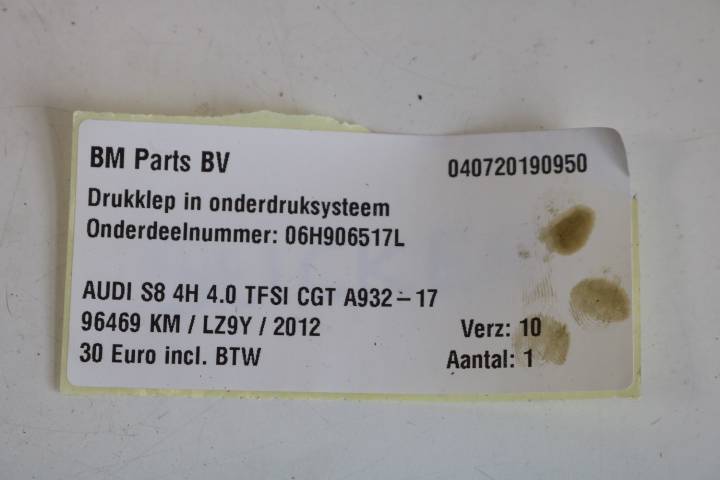 BM Parts BV 040720190950
Drukklep in onderdruksysteem
Onderdeelnummer: 06H906517L
AUDI S8 4H 4.0 TFSI CGT A932-17
96469 KM / LZ9Y / 2012 Verz: 10
30 Euro incl. BTW Aantal: 1